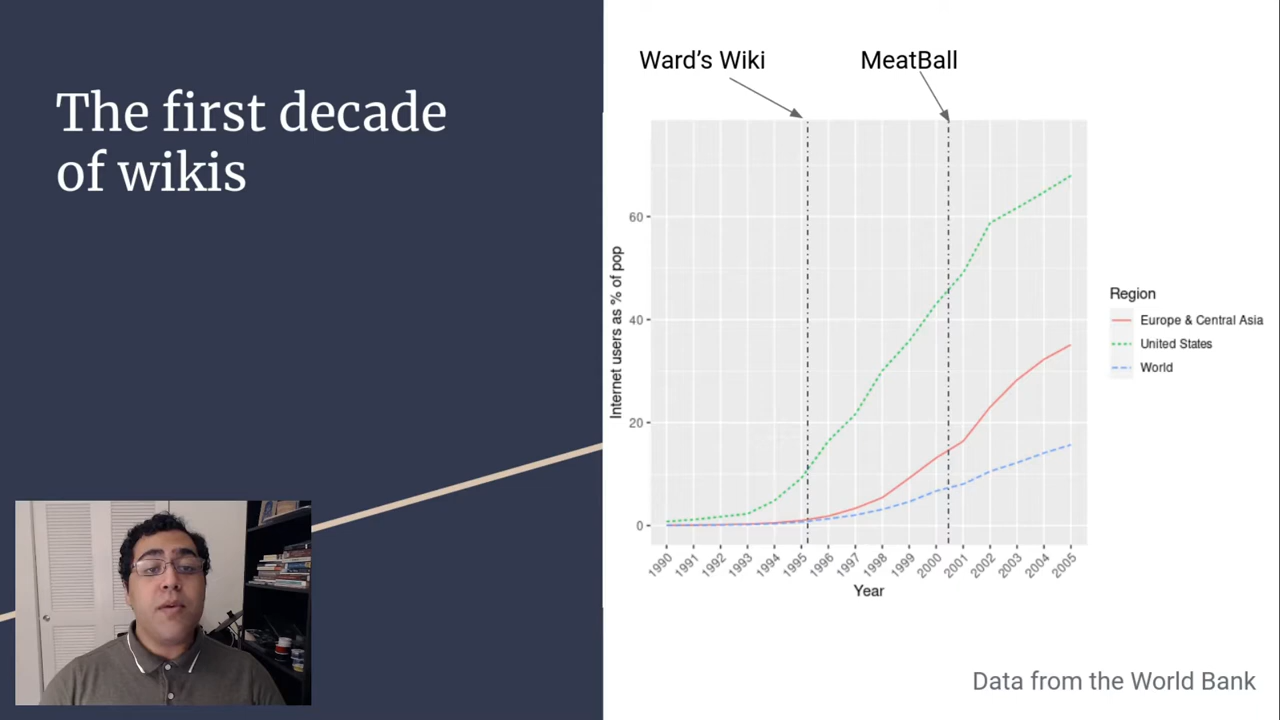 The first decade
of wikis
Ward’s Wiki
MeatBall
Internet users as % of pop
60
40
20
0
1990
1991
1992
1993
1994
1995
1996
1997
1998
1999
2000
2001
2002
2003
2004
2005
Year
Region
Europe & Central Asia
United States
World
Data from the World Bank